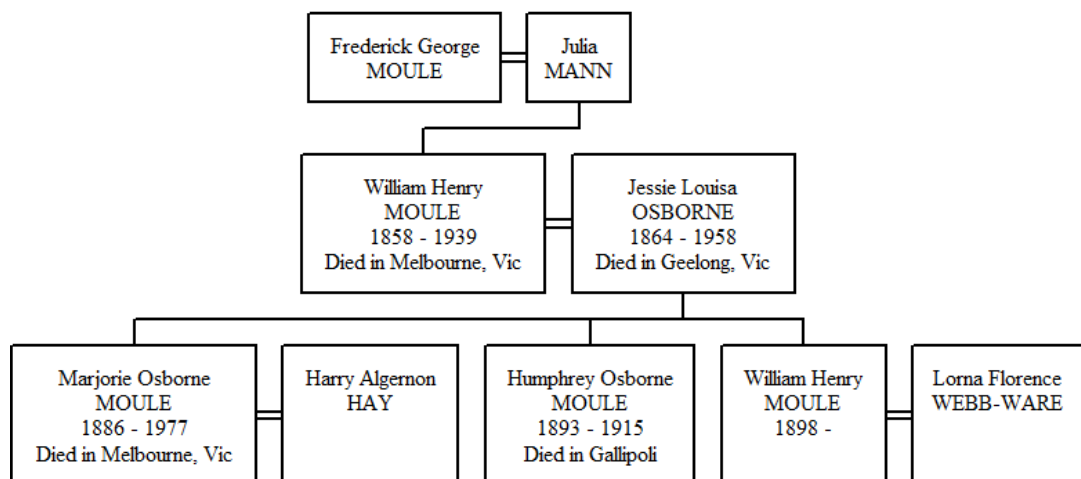 Frederick George
MOULE
Julia
MANN
William Henry
MOULE
1858 - 1939
Died in Melbourne, Vic
Jessie Louisa
OSBORNE
1864 - 1958
Died in Geelong, Vic
Marjorie Osborne
MOULE
1886 - 1977
Died in Melbourne, Vic
Harry Algernon
HAY
Humphrey Osborne
MOULE
1893 - 1915
Died in Gallipoli
William Henry
MOULE
1898 -
Lorna Florence
WEBB-WARE